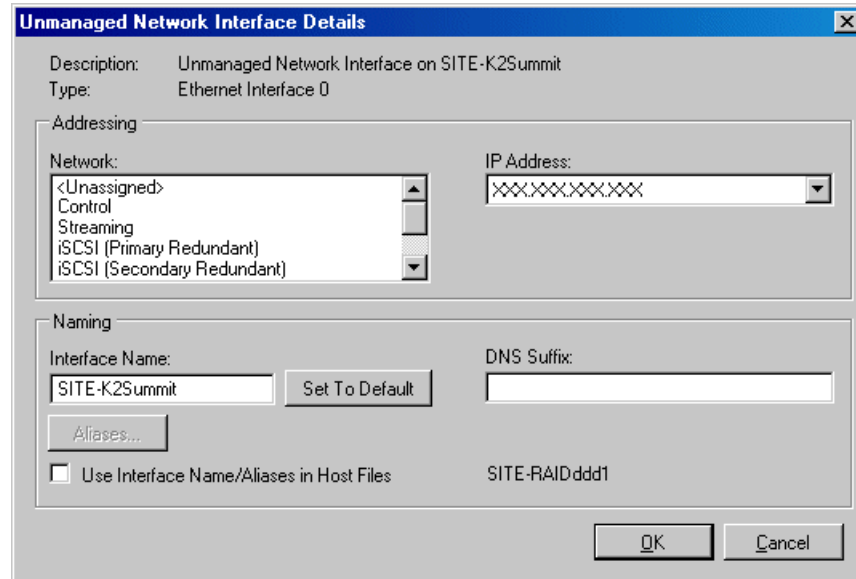 Unmanaged Network Interface Details
Description: Unmanaged Network Interface on SITE-K2Summit
Type: Ethernet Interface 0
Addressing
Network:
IP Address:
<Unassigned>
Control
Streaming
iSCSI (Primary Redundant)
iSCSI (Secondary Redundant)
XXX.XXX.XXX.XXX
Naming
Interface Name:
DNS Suffix:
SITE-K2Summit
Set To Default
Aliases...
Use Interface Name/Aliases in Host Files
SITE-RAIDddd1
OK
Cancel